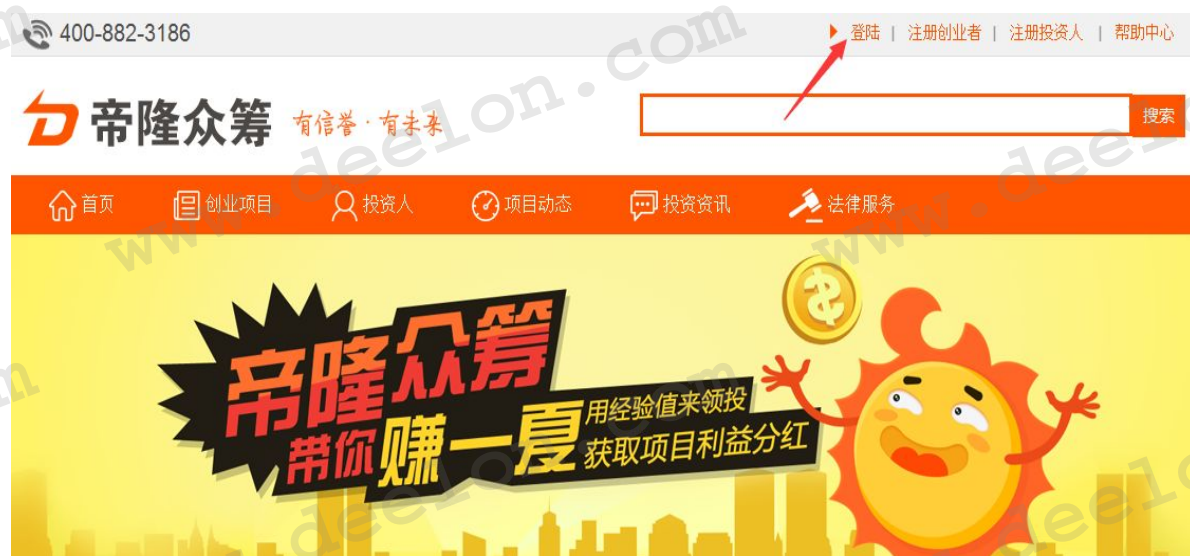 400-882-3186
登陆 | 注册创业者 | 注册投资人 | 帮助中心
帝隆众筹 有信誉·有未来
搜索
首页 创业项目 投资人 项目动态 投资资讯 法律服务
帝隆众筹
带你赚一夏
用经验值来领投
获取项目利益分红
www.deelon.com
www.deelon.com